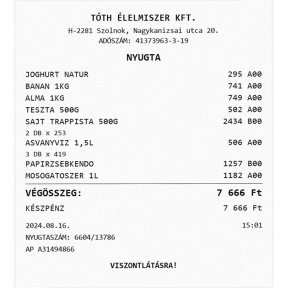 TÓTH ÉLELMISZER KFT.
H-2281 Szolnok, Nagykanizsai utca 20.
ADÓSZÁM: 41373963-3-19
NYUGTA
JOGHURT NATUR 295 A00
BANAN 1KG 741 A00
ALMA 1KG 749 A00
TESZTA 500G 502 A00
SAJT TRAPPISTA 500G 2434 B00
2 DB x 253
ASVANYVIZ 1,5L 506 A00
3 DB x 419
PAPIRZSEBKENDO 1257 B00
MOSOGATOSZER 1L 1182 A00
VÉGÖSSZEG: 7 666 Ft
KÉSZPÉNZ 7 666 Ft
2024.08.16. 15:01
NYUGTASZÁM: 6604/13786
AP A31494866
VISZONTLÁTÁSRA!